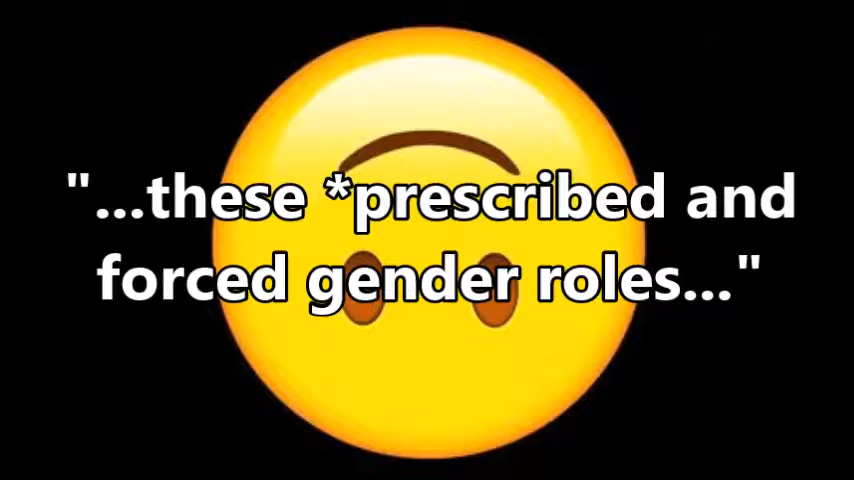 "...these *prescribed and
forced gender roles..."